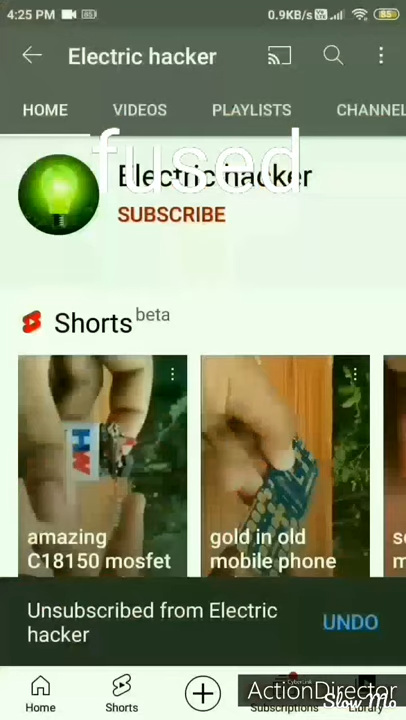 4:25 PM
0.9KB/s
85
Electric hacker
HOME VIDEOS PLAYLISTS CHANNEL
fused
Electric hacker
SUBSCRIBE
Shorts beta
HW
amazing
C18150 mosfet
gold in old
mobile phone
Unsubscribed from Electric
hacker
UNDO
CyberLink
ActionDirector
Slow Mo
Home
Shorts
Subscriptions
Library